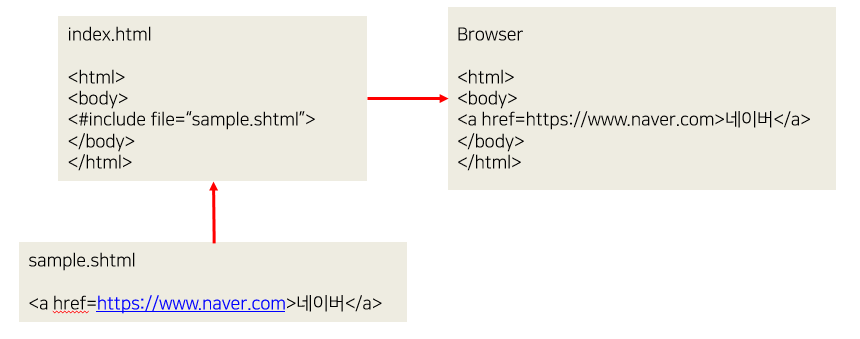 index.html
<html>
<body>
<#include file=“sample.shtml”>
</body>
</html>
Browser
<html>
<body>
<a href=https://www.naver.com>네이버</a>
</body>
</html>
sample.shtml
<a href=https://www.naver.com>네이버</a>